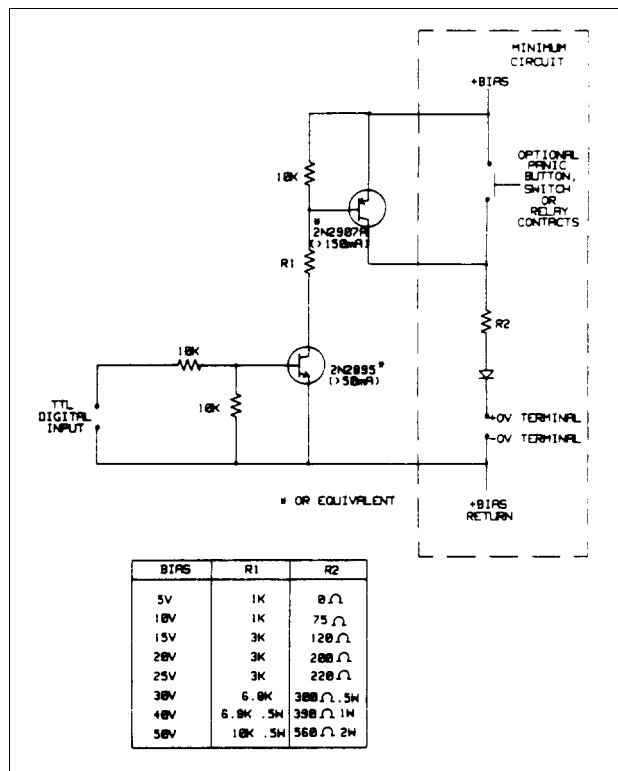 MINIMUM
CIRCUIT
+BIAS
OPTIONAL
PANIC
BUTTON,
SWITCH
OR
RELAY
CONTACTS
10K
*
2N2907A
(>150mA)
R1
R2
10K
2N2895 *
(>50mA)
TTL
DIGITAL
INPUT
10K
+OV TERMINAL
-OV TERMINAL
* OR EQUIVALENT
+BIAS
RETURN
BIAS R1 R2
5V 1K 0Ω
10V 1K 75Ω
15V 3K 120Ω
20V 3K 200Ω
25V 3K 220Ω
30V 6.8K 300Ω .5W
40V 6.8K .5W 390Ω 1W
50V 10K .5W 560Ω 2W